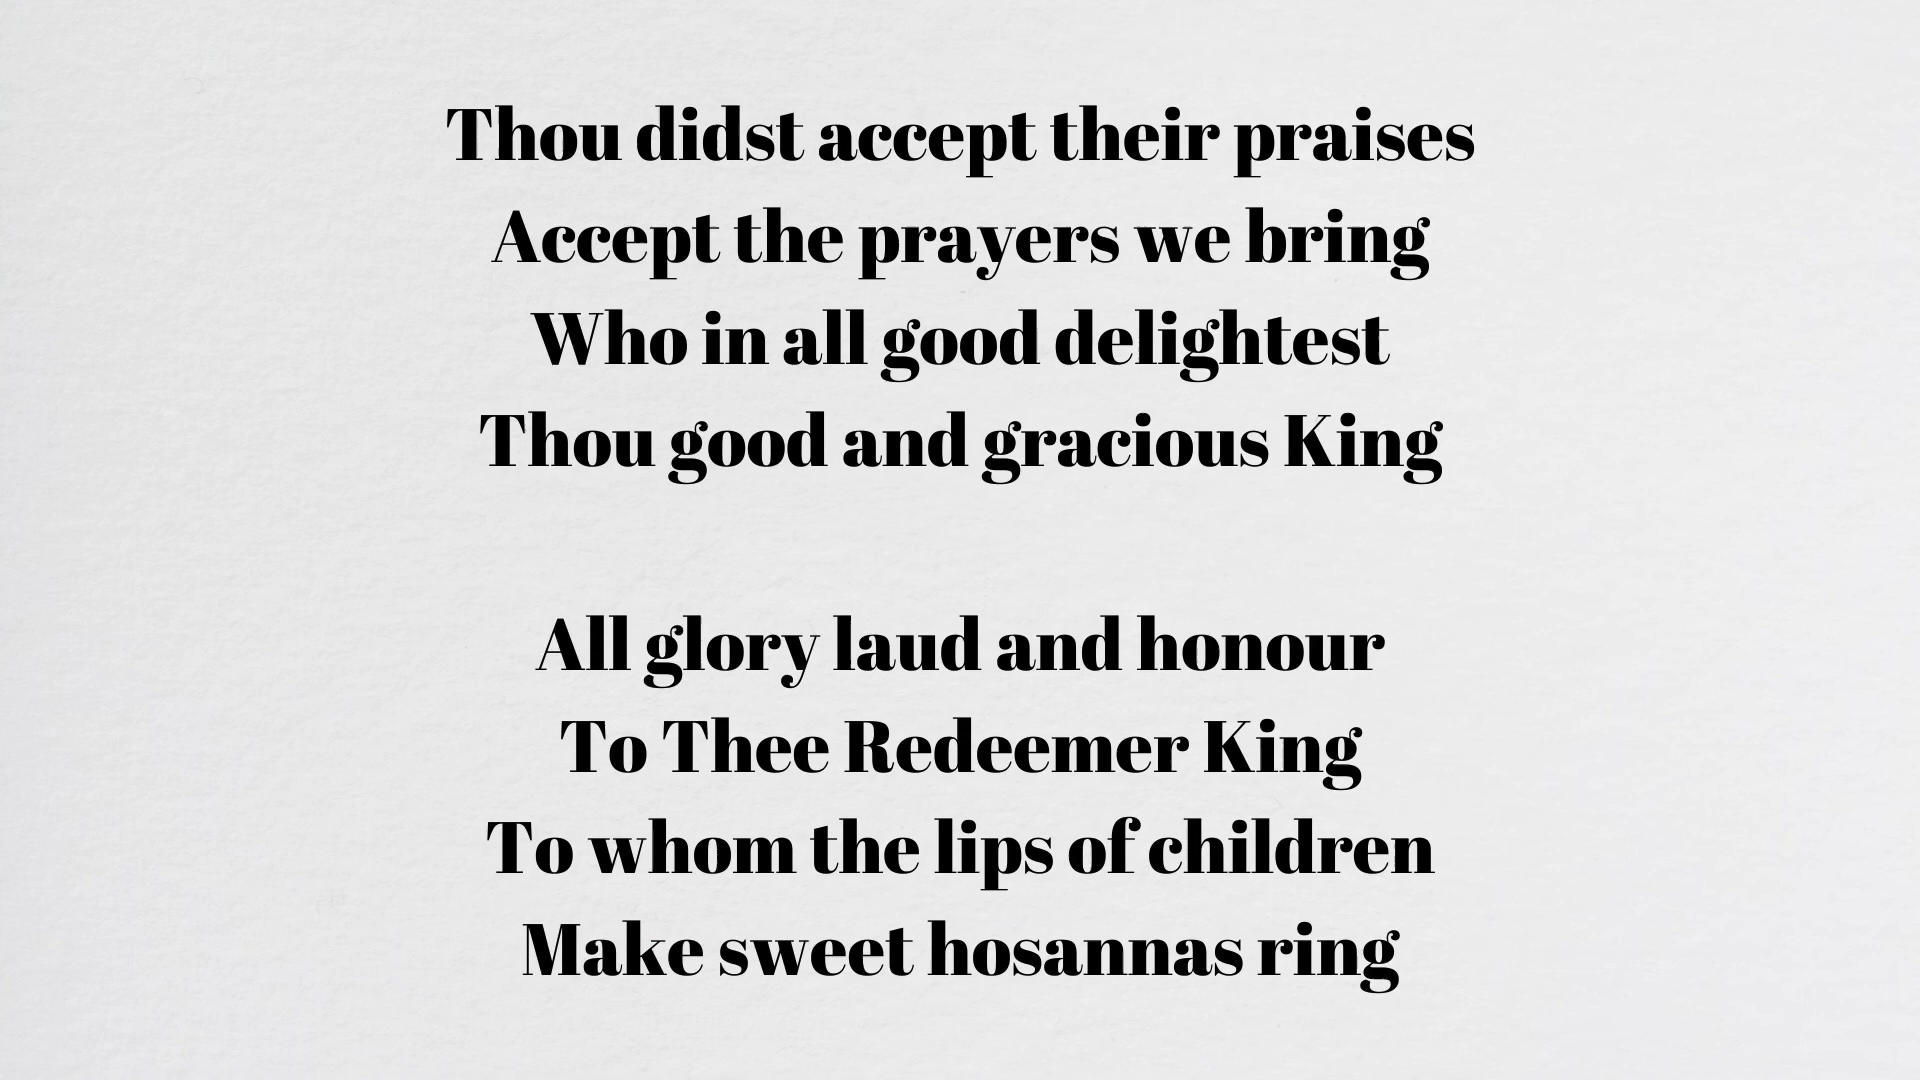 Thou didst accept their praises
Accept the prayers we bring
Who in all good delightest
Thou good and gracious King
All glory laud and honour
To Thee Redeemer King
To whom the lips of children
Make sweet hosannas ring